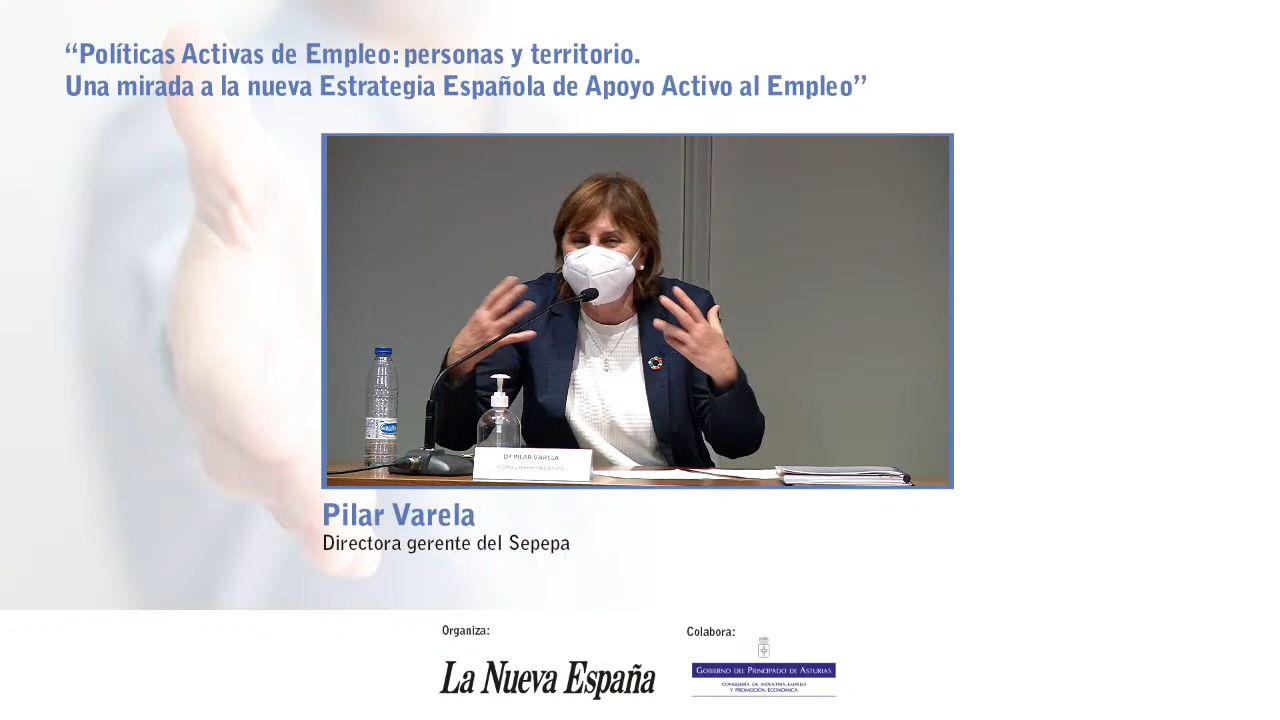 “Políticas Activas de Empleo: personas y territorio.
Una mirada a la nueva Estrategia Española de Apoyo Activo al Empleo”
Dª PILAR VARELA
Pilar Varela
Directora gerente del Sepepa
Organiza:
Colabora:
La Nueva España
GOBIERNO DEL PRINCIPADO DE ASTURIAS
CONSEJERÍA DE INDUSTRIA, EMPLEO
Y PROMOCIÓN ECONÓMICA